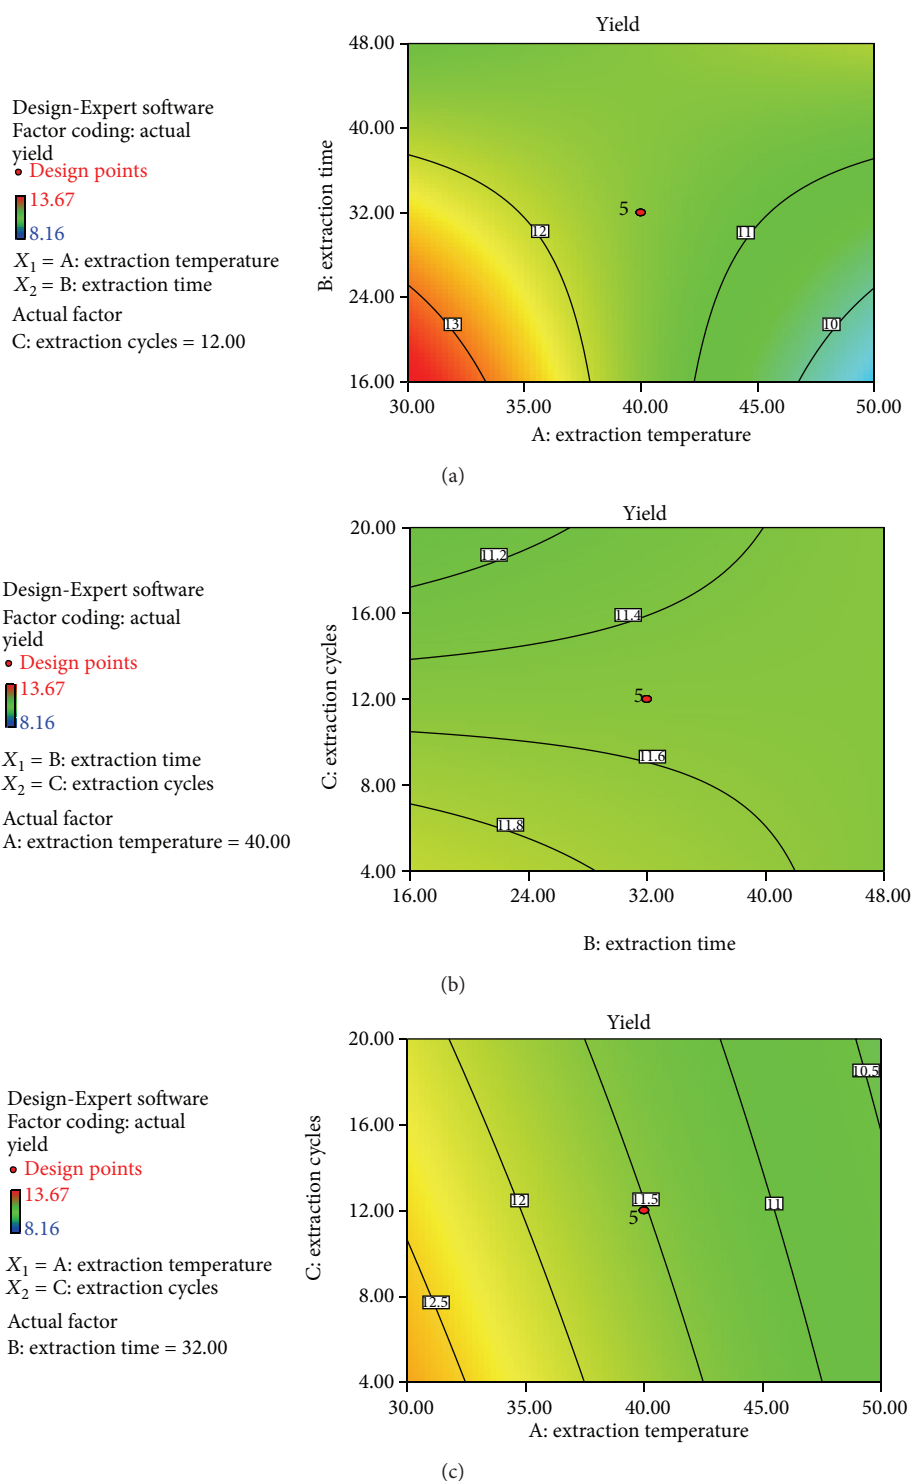 Yield
Design-Expert software
Factor coding: actual
yield
Design points
13.67
8.16
X1 = A: extraction temperature
X2 = B: extraction time
Actual factor
C: extraction cycles = 12.00
B: extraction time
48.00
40.00
32.00
24.00
16.00
12
11
13
10
5
30.00 35.00 40.00 45.00 50.00
A: extraction temperature
(a)
Yield
Design-Expert software
Factor coding: actual
yield
Design points
13.67
8.16
X1 = B: extraction time
X2 = C: extraction cycles
Actual factor
A: extraction temperature = 40.00
C: extraction cycles
20.00
16.00
12.00
8.00
4.00
11.2
11.4
5
11.6
11.8
16.00 24.00 32.00 40.00 48.00
B: extraction time
(b)
Yield
Design-Expert software
Factor coding: actual
yield
Design points
13.67
8.16
X1 = A: extraction temperature
X2 = C: extraction cycles
Actual factor
B: extraction time = 32.00
C: extraction cycles
20.00
16.00
12.00
8.00
4.00
10.5
12
11.5
11
5
12.5
30.00 35.00 40.00 45.00 50.00
A: extraction temperature
(c)